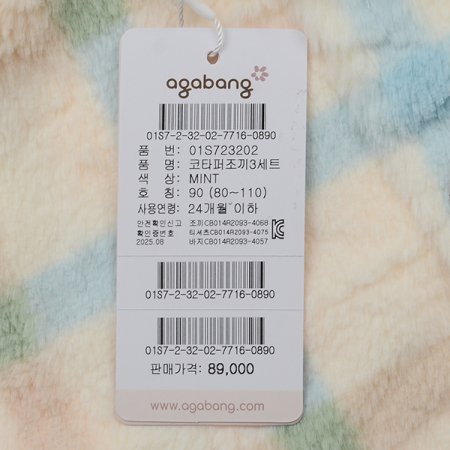 agabang
01S7-2-32-02-7716-0890
품 번: 01S723202
품 명: 코타퍼조끼3세트
색 상: MINT
호 칭: 90 (80~110)
사용연령: 24개월˜이하
안전확인신고 조끼CB014R2093-4068
확인증번호 티셔츠CB014R2093-4075
2025.08 바지CB014R2093-4057
01S7-2-32-02-7716-0890
01S7-2-32-02-7716-0890
판매가격: 89,000
www.agabang.com